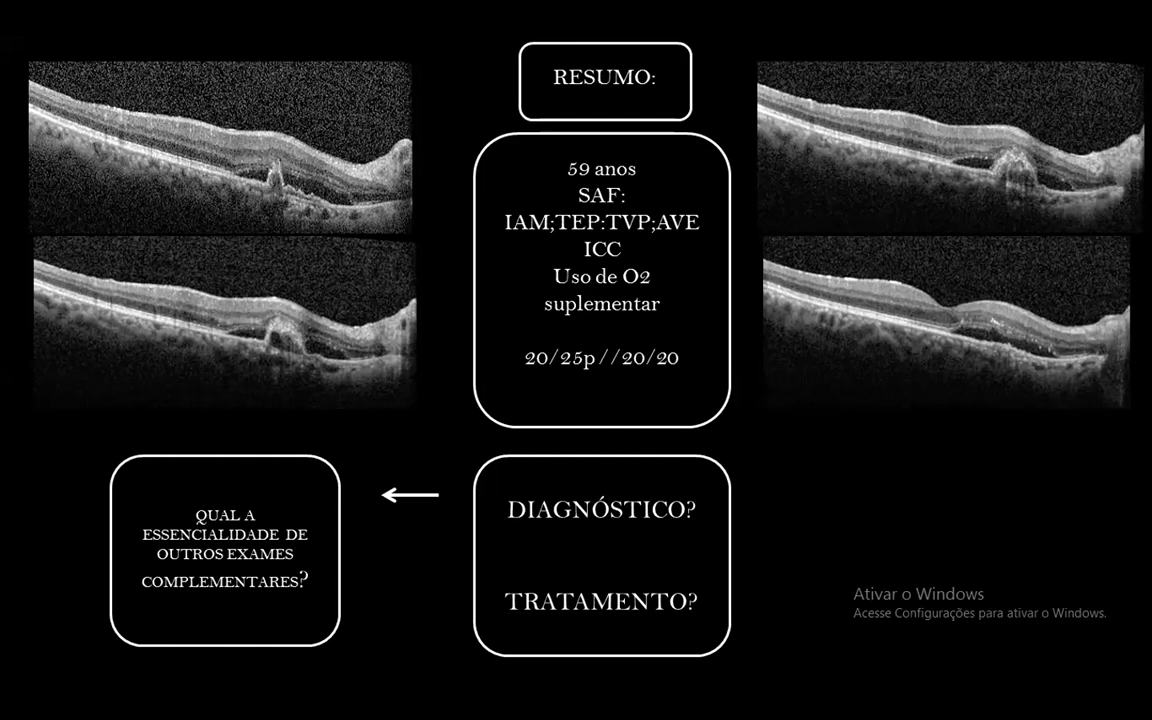 RESUMO:
59 anos
SAF:
IAM;TEP:TVP;AVE
ICC
Uso de O2
suplementar
20/25p //20/20
QUAL A
ESSENCIALIDADE DE
OUTROS EXAMES
COMPLEMENTARES?
DIAGNÓSTICO?
TRATAMENTO?
Ativar o Windows
Acesse Configurações para ativar o Windows.